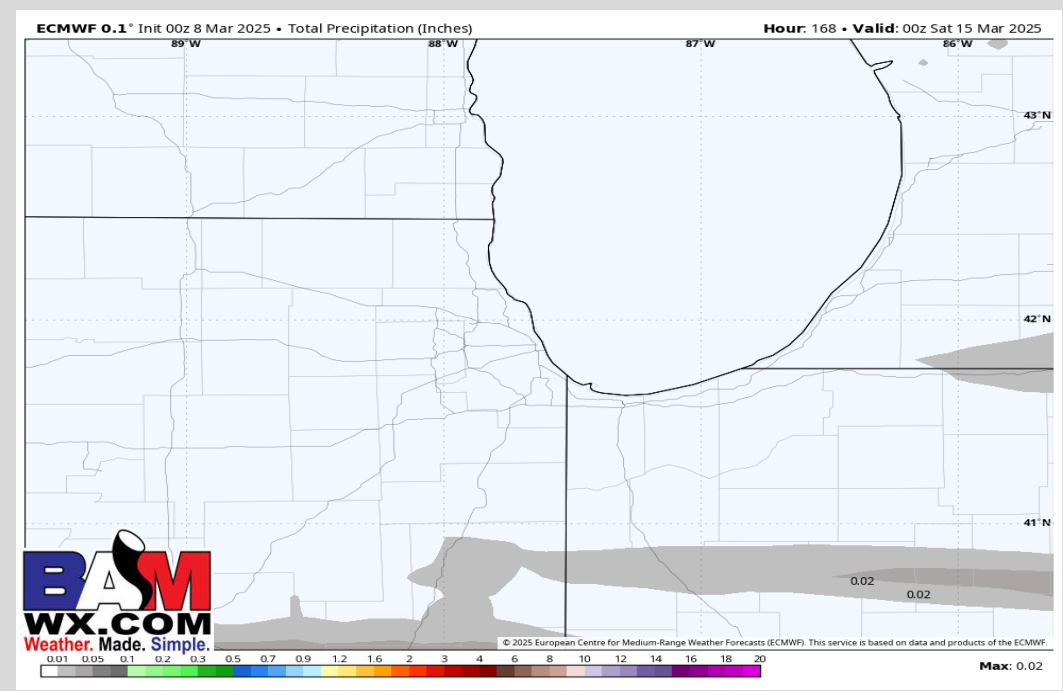 ECMWF 0.1° Init 00z 8 Mar 2025 • Total Precipitation (Inches) Hour: 168 • Valid: 00z Sat 15 Mar 2025
89°W 88°W 87°W 86°W
43°N
42°N
41°N
0.02
0.02
BAM
WX.COM
Weather. Made. Simple.
© 2025 European Centre for Medium-Range Weather Forecasts (ECMWF). This service is based on data and products of the ECMWF.
0.01 0.05 0.1 0.2 0.3 0.5 0.7 0.9 1.2 1.6 2 3 4 6 8 10 12 14 16 18 20
Max: 0.02